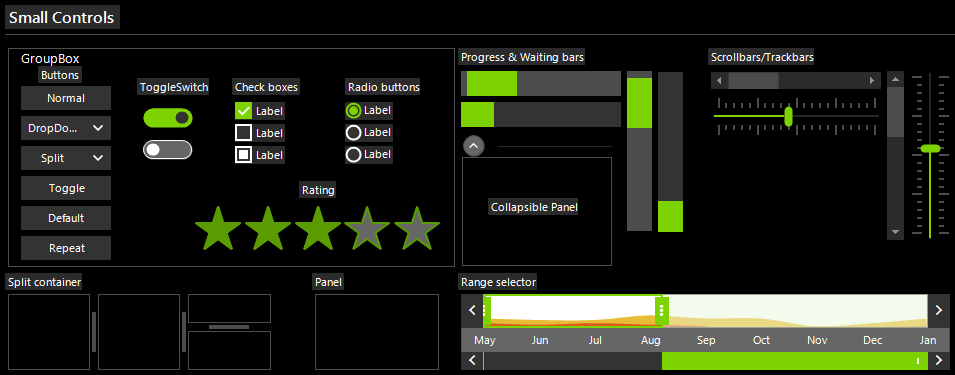 Small Controls
GroupBox
Buttons
Normal
DropDo...
Split
Toggle
Default
Repeat
ToggleSwitch
Check boxes
Label
Label
Label
Radio buttons
Label
Label
Label
Rating
Progress & Waiting bars
Collapsible Panel
Scrollbars/Trackbars
Split container
Panel
Range selector
May Jun Jul Aug Sep Oct Nov Dec Jan